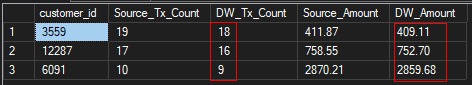 customer_id Source_Tx_Count DW_Tx_Count Source_Amount DW_Amount
1 3559 19 18 411.87 409.11
2 12287 17 16 758.55 752.70
3 6091 10 9 2870.21 2859.68